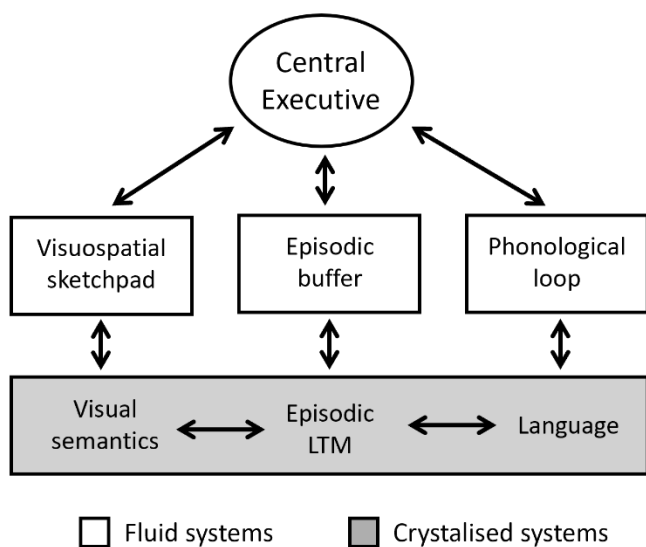 Central
Executive
Visuospatial
sketchpad
Episodic
buffer
Phonological
loop
Visual
semantics
Episodic
LTM
Language
Fluid systems
Crystalised systems